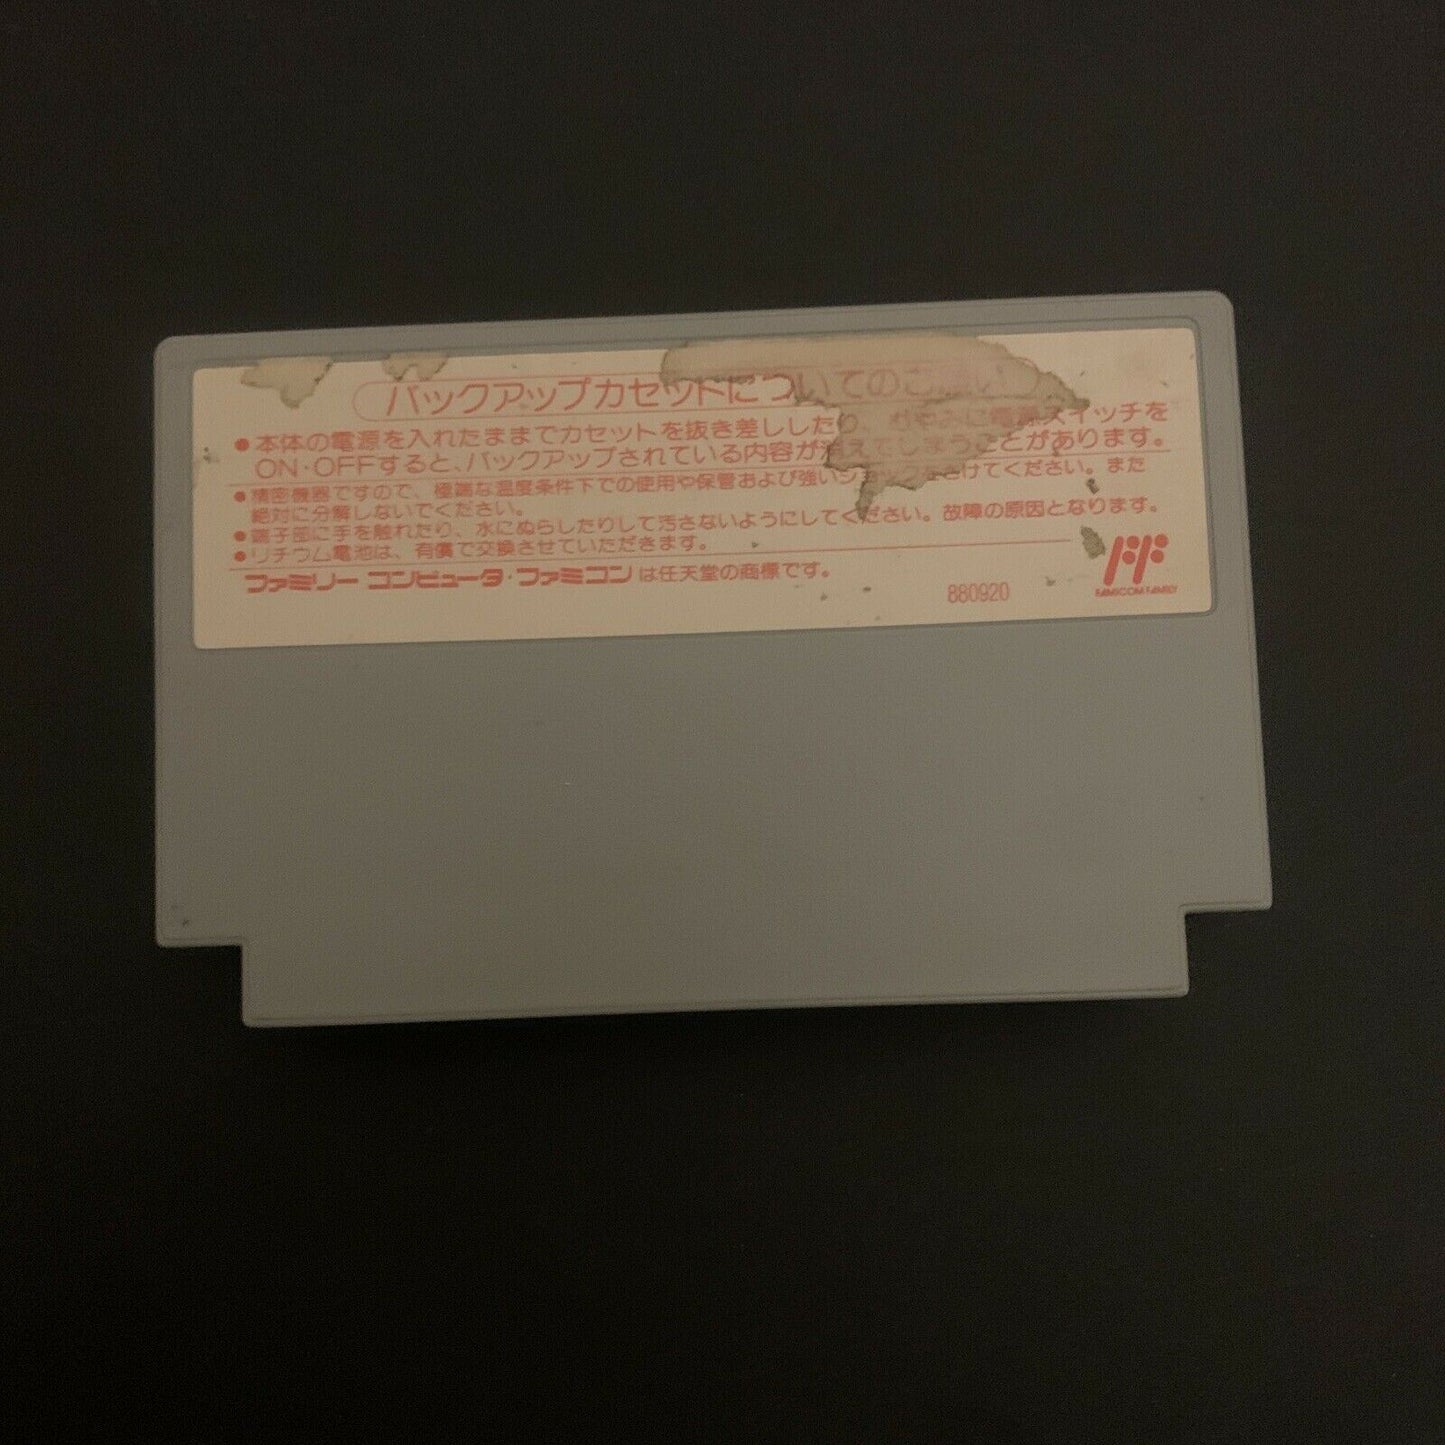 バックアップカセットについてのご
●本体の電源を入れたままでカセットを抜き差ししたり、 電源スイッチを
ON・OFFすると、バックアップされている内容が消えてしまうことがあります。
●精密機器ですので、極端な温度条件下での使用や保管および強いショックをさけてください。また
絶対に分解しないでください。
●端子部に手を触れたり、水にぬらしたりして汚さないようにしてください。故障の原因となります。
●リチウム電池は、有償で交換させていただきます。
ファミリー コンピュータ・ファミコンは任天堂の商標です。
880920
FAMICOM FAMILY